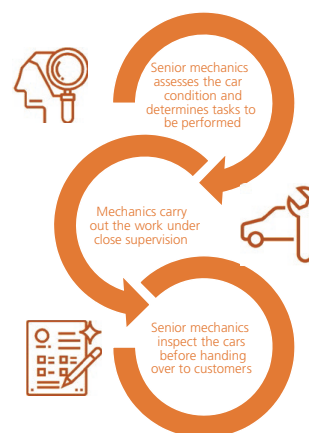 Senior mechanics
assesses the car
condition and
determines tasks to
be performed
Mechanics carry
out the work under
close supervision
Senior mechanics
inspect the cars
before handing
over to customers